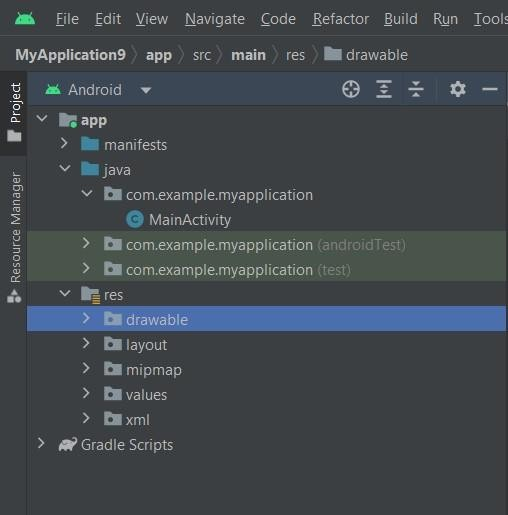 File Edit View Navigate Code Refactor Build Run Tools
MyApplication9 app src main res drawable
Project
Resource Manager
Android
app
manifests
java
com.example.myapplication
C MainActivity
com.example.myapplication (androidTest)
com.example.myapplication (test)
res
drawable
layout
mipmap
values
xml
Gradle Scripts